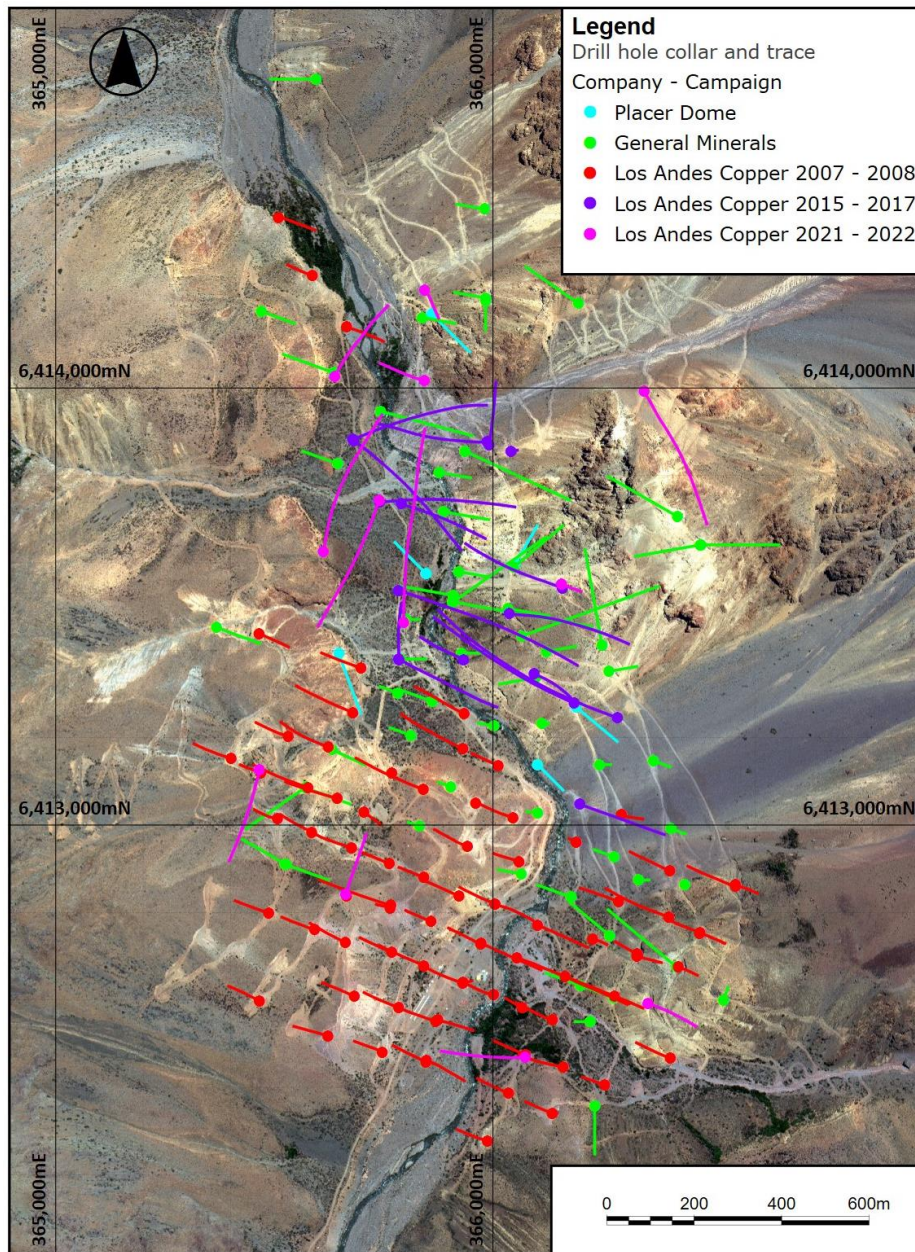 365,000mE
366,000mE
Legend
Drill hole collar and trace
Company - Campaign
Placer Dome
General Minerals
Los Andes Copper 2007 - 2008
Los Andes Copper 2015 - 2017
Los Andes Copper 2021 - 2022
6,414,000mN
6,414,000mN
6,413,000mN
6,413,000mN
365,000mE
366,000mE
0 200 400 600m